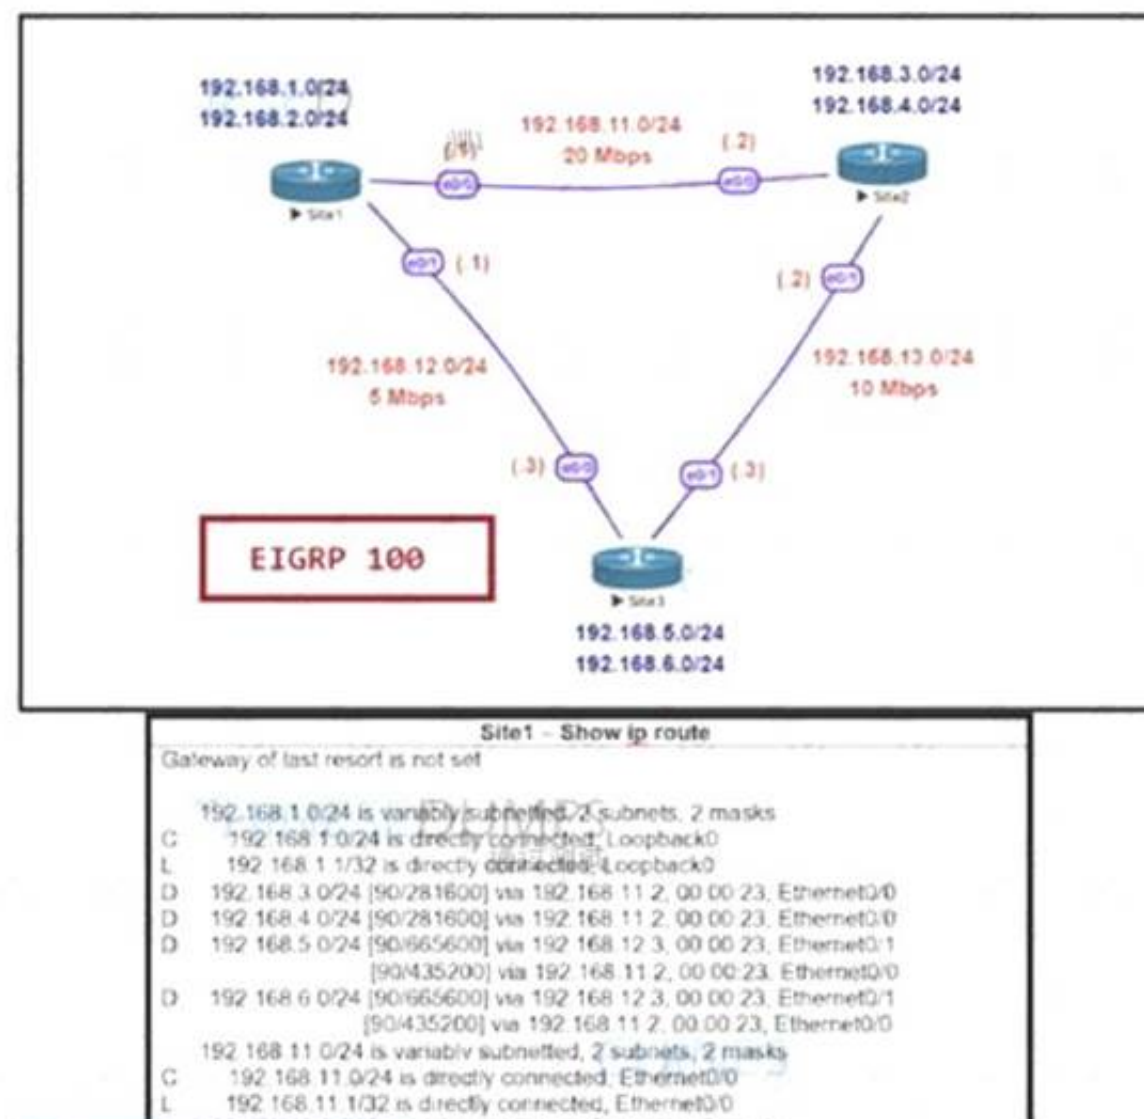 192.168.1.0/24
192.168.2.0/24
192.168.3.0/24
192.168.4.0/24
192.168.11.0/24
20 Mbps
(.1)
(.2)
e0/0
e0/0
Site1
Site2
e0/1 (.1)
(.2) e0/1
192.168.12.0/24
5 Mbps
192.168.13.0/24
10 Mbps
(.3) e0/0
e0/1 (.3)
EIGRP 100
Site3
192.168.5.0/24
192.168.6.0/24
Site1 - Show ip route
Gateway of last resort is not set
192.168.1.0/24 is variably subnetted, 2 subnets, 2 masks
C 192.168.1.0/24 is directly connected, Loopback0
L 192.168.1.1/32 is directly connected, Loopback0
D 192.168.3.0/24 [90/281600] via 192.168.11.2, 00:00:23, Ethernet0/0
D 192.168.4.0/24 [90/281600] via 192.168.11.2, 00:00:23, Ethernet0/0
D 192.168.5.0/24 [90/665600] via 192.168.12.3, 00:00:23, Ethernet0/1
[90/435200] via 192.168.11.2, 00:00:23, Ethernet0/0
D 192.168.6.0/24 [90/665600] via 192.168.12.3, 00:00:23, Ethernet0/1
[90/435200] via 192.168.11.2, 00:00:23, Ethernet0/0
192.168.11.0/24 is variably subnetted, 2 subnets, 2 masks
C 192.168.11.0/24 is directly connected, Ethernet0/0
L 192.168.11.1/32 is directly connected, Ethernet0/0